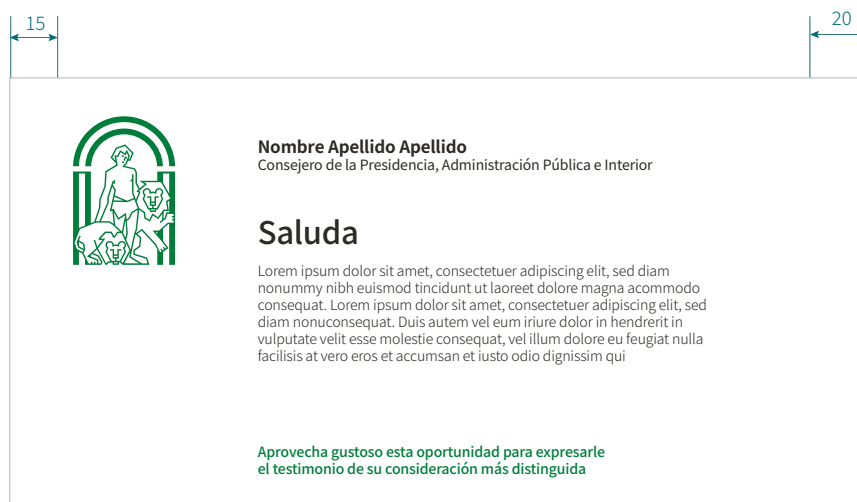 15
20
Nombre Apellido Apellido
Consejero de la Presidencia, Administración Pública e Interior
Saluda
Lorem ipsum dolor sit amet, consectetuer adipiscing elit, sed diam
nonummy nibh euismod tincidunt ut laoreet dolore magna acommodo
consequat. Lorem ipsum dolor sit amet, consectetuer adipiscing elit, sed
diam nonuconsequat. Duis autem vel eum iriure dolor in hendrerit in
vulputate velit esse molestie consequat, vel illum dolore eu feugiat nulla
facilisis at vero eros et accumsan et iusto odio dignissim qui
Aprovecha gustoso esta oportunidad para expresarle
el testimonio de su consideración más distinguida